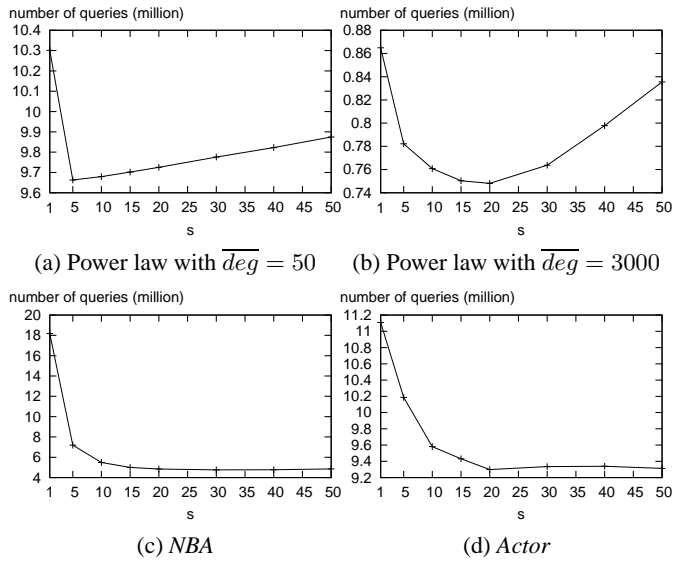 number of queries (million)
10.4
10.3
10.2
10.1
10
9.9
9.8
9.7
9.6
1 5 10 15 20 25 30 35 40 45 50
s
(a) Power law with $\overline{deg}$ = 50
number of queries (million)
0.88
0.86
0.84
0.82
0.8
0.78
0.76
0.74
1 5 10 15 20 25 30 35 40 45 50
s
(b) Power law with $\overline{deg}$ = 3000
number of queries (million)
20
18
16
14
12
10
8
6
4
1 5 10 15 20 25 30 35 40 45 50
s
(c) NBA
number of queries (million)
11.2
11
10.8
10.6
10.4
10.2
10
9.8
9.6
9.4
9.2
1 5 10 15 20 25 30 35 40 45 50
s
(d) Actor